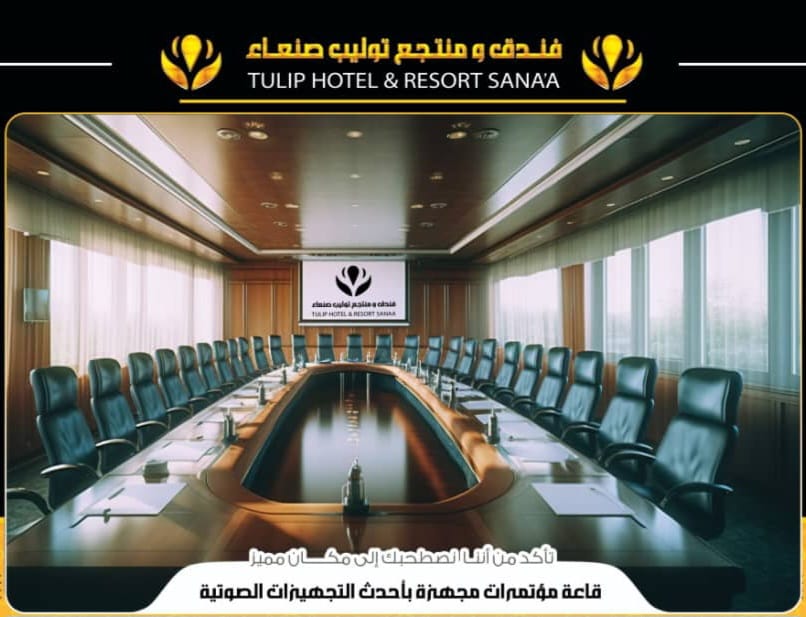 فندق و منتجع توليب صنعاء
TULIP HOTEL & RESORT SANA'A
فندق و منتجع توليب صنعاء
TULIP HOTEL & RESORT SANAA
تأكد من أننا نصطحبك إلى مكان مميز
قاعة مؤتمرات مجهزة بأحدث التجهيزات الصوتية